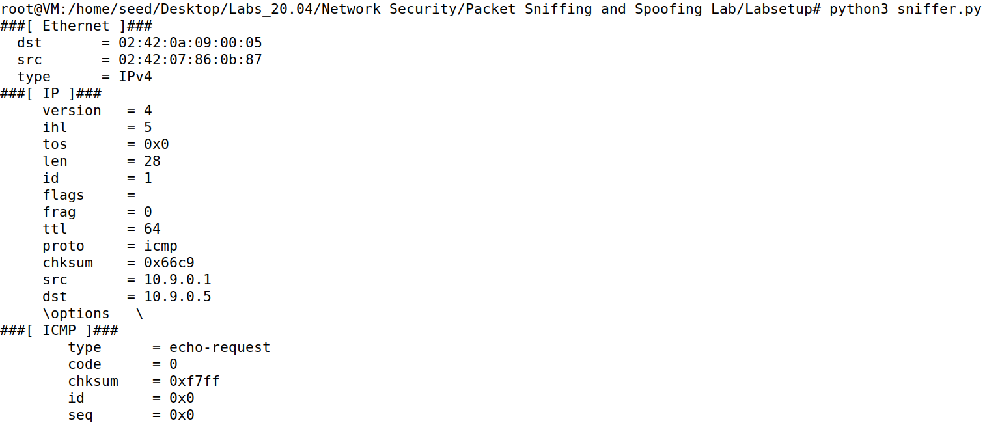 root@VM:/home/seed/Desktop/Labs_20.04/Network Security/Packet Sniffing and Spoofing Lab/Labsetup# python3 sniffer.py
###[ Ethernet ]###
  dst       = 02:42:0a:09:00:05
  src       = 02:42:07:86:0b:87
  type      = IPv4
###[ IP ]###
     version   = 4
     ihl       = 5
     tos       = 0x0
     len       = 28
     id        = 1
     flags     =
     frag      = 0
     ttl       = 64
     proto     = icmp
     chksum    = 0x66c9
     src       = 10.9.0.1
     dst       = 10.9.0.5
     \options   \
###[ ICMP ]###
        type      = echo-request
        code      = 0
        chksum    = 0xf7ff
        id        = 0x0
        seq       = 0x0